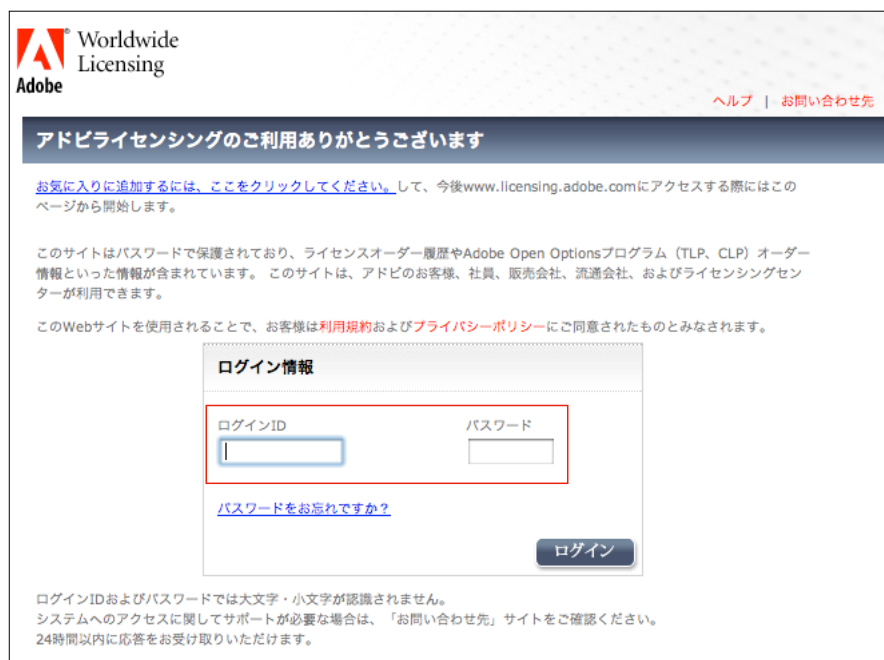 Worldwide
Licensing
Adobe
ヘルプ | お問い合わせ先
アドビライセンシングのご利用ありがとうございます
お気に入りに追加するには、ここをクリックしてください。して、今後www.licensing.adobe.comにアクセスする際にはこの
ページから開始します。
このサイトはパスワードで保護されており、ライセンスオーダー履歴やAdobe Open Optionsプログラム（TLP、CLP）オーダー
情報といった情報が含まれています。 このサイトは、アドビのお客様、社員、販売会社、流通会社、およびライセンシングセン
ターが利用できます。
このWebサイトを使用されることで、お客様は利用規約およびプライバシーポリシーにご同意されたものとみなされます。
ログイン情報
ログインID パスワード
パスワードをお忘れですか？
ログイン
ログインIDおよびパスワードでは大文字・小文字が認識されません。
システムへのアクセスに関してサポートが必要な場合は、「お問い合わせ先」サイトをご確認ください。
24時間以内に応答をお受け取りいただけます。